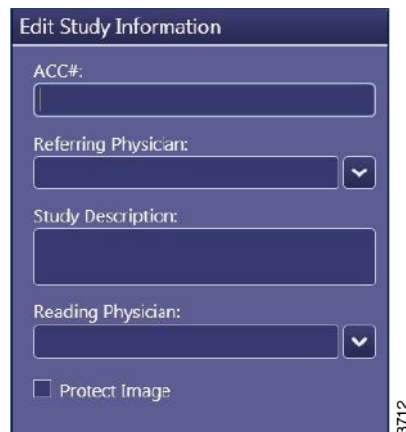 Edit Study Information
ACC#:
Referring Physician:
Study Description:
Reading Physician:
Protect Image
3712